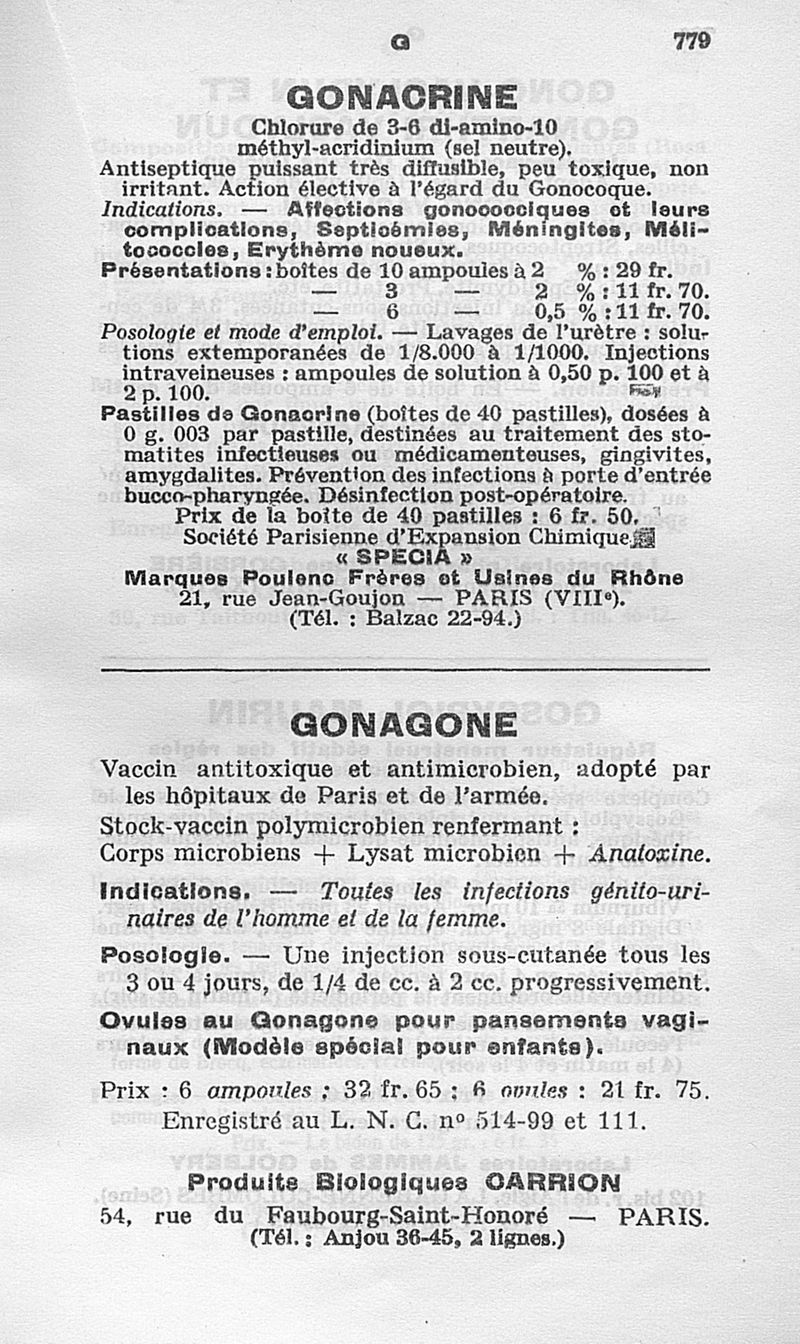 G 779
GONACRINE
Chlorure de 3-6 di-amino-10
méthyl-acridinium (sel neutre).
Antiseptique puissant très diffusible, peu toxique, non
irritant. Action élective à l'égard du Gonocoque.
Indications. — Affections gonococciques et leurs
complications, Septicémies, Méningites, Méli-
tococcies, Erythème noueux.
Présentations : boîtes de 10 ampoules à 2 % : 29 fr.
— 3 — 2 % : 11 fr. 70.
— 6 — 0,5 % : 11 fr. 70.
Posologie et mode d'emploi. — Lavages de l'urètre : solu-
tions extemporanées de 1/8.000 à 1/1000. Injections
intraveineuses : ampoules de solution à 0,50 p. 100 et à
2 p. 100.
Pastilles de Gonacrine (boîtes de 40 pastilles), dosées à
0 g. 003 par pastille, destinées au traitement des sto-
matites infectieuses ou médicamenteuses, gingivites,
amygdalites. Prévention des infections à porte d'entrée
bucco-pharyngée. Désinfection post-opératoire.
Prix de la boîte de 40 pastilles : 6 fr. 50.
Société Parisienne d'Expansion Chimique
« SPECIA »
Marques Poulenc Frères et Usines du Rhône
21, rue Jean-Goujon — PARIS (VIIIe).
(Tél. : Balzac 22-94.)
GONAGONE
Vaccin antitoxique et antimicrobien, adopté par
les hôpitaux de Paris et de l'armée.
Stock-vaccin polymicrobien renfermant :
Corps microbiens + Lysat microbien + Anatoxine.
Indications. — Toutes les infections génito-uri-
naires de l'homme et de la femme.
Posologie. — Une injection sous-cutanée tous les
3 ou 4 jours, de 1/4 de cc. à 2 cc. progressivement.
Ovules au Gonagone pour pansements vagi-
naux (Modèle spécial pour enfants).
Prix : 6 ampoules : 32 fr. 65 ; 6 ovules : 21 fr. 75.
Enregistré au L. N. C. nº 514-99 et 111.
Produits Biologiques CARRION
54, rue du Faubourg-Saint-Honoré — PARIS.
(Tél. : Anjou 36-45, 2 lignes.)